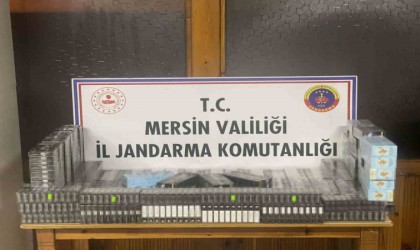 T.C.
MERSİN VALİLİĞİ
İL JANDARMA KOMUTANLIĞI